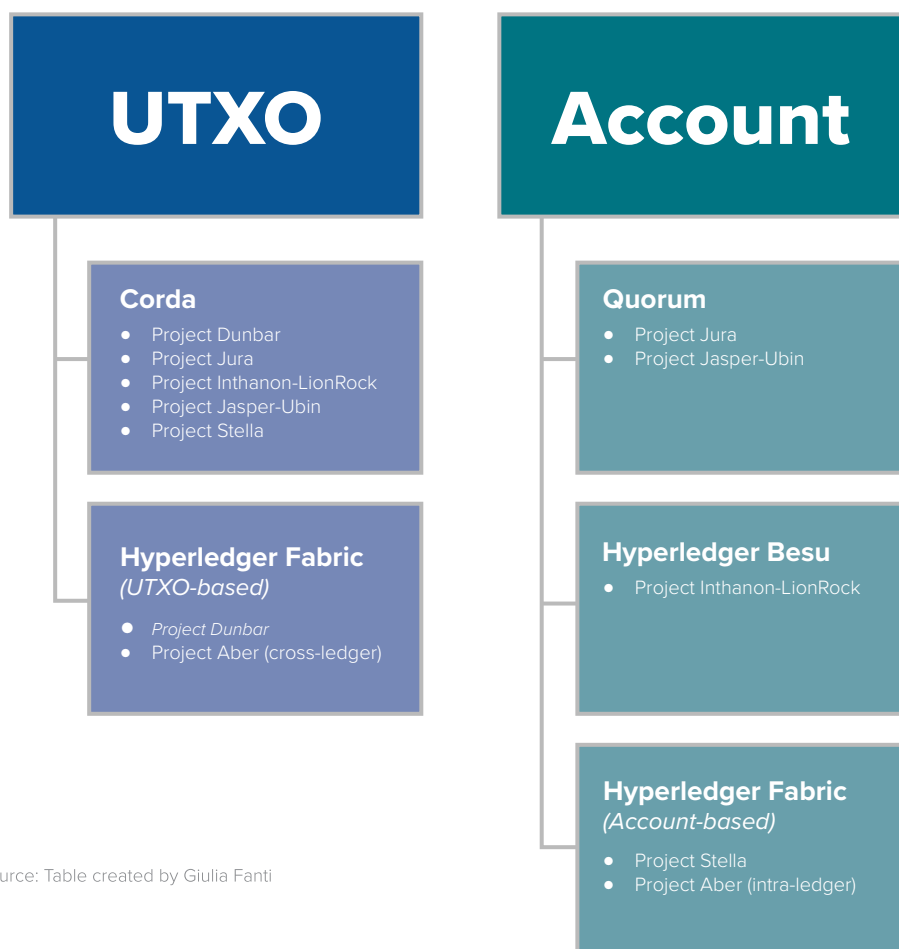 UTXO
Corda
● Project Dunbar
● Project Jura
● Project Inthanon-LionRock
● Project Jasper-Ubin
● Project Stella
Hyperledger Fabric
(UTXO-based)
● Project Dunbar
● Project Aber (cross-ledger)
Account
Quorum
● Project Jura
● Project Jasper-Ubin
Hyperledger Besu
● Project Inthanon-LionRock
Hyperledger Fabric
(Account-based)
● Project Stella
● Project Aber (intra-ledger)
urce: Table created by Giulia Fanti